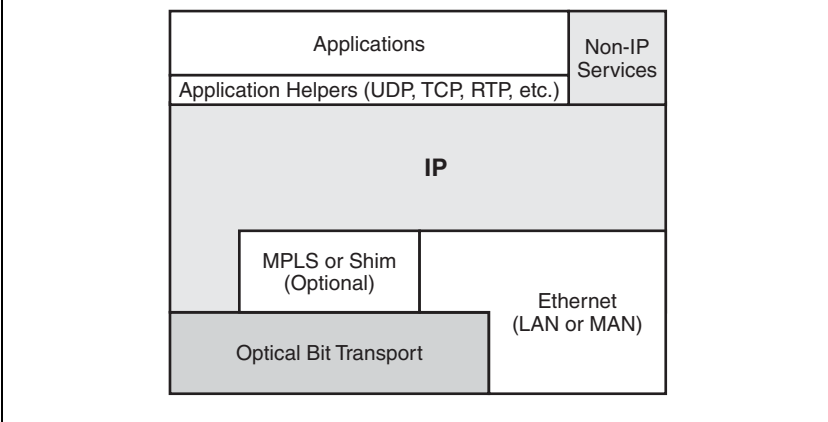 Applications
Non-IP
Services
Application Helpers (UDP, TCP, RTP, etc.)
IP
MPLS or Shim
(Optional)
Ethernet
(LAN or MAN)
Optical Bit Transport